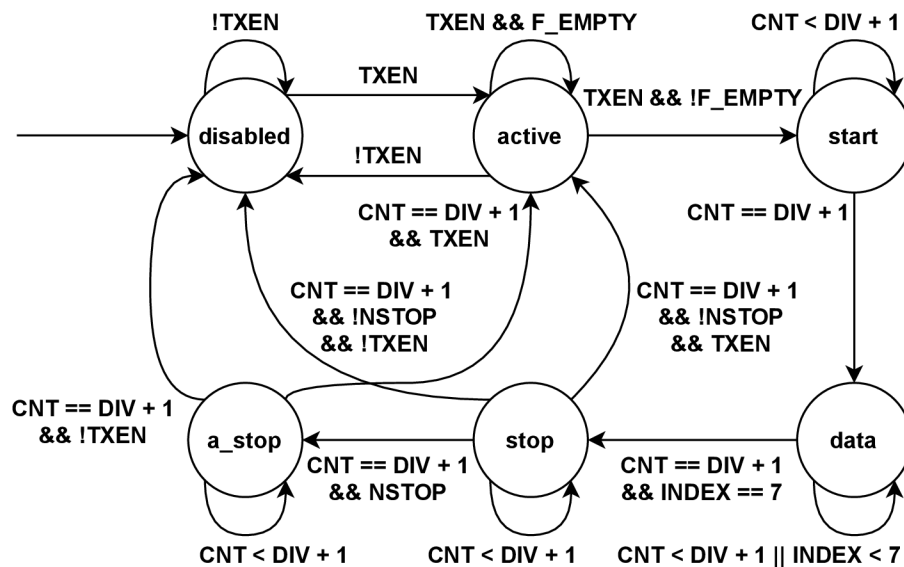 !TXEN
TXEN && F_EMPTY
CNT < DIV + 1
TXEN
TXEN && !F_EMPTY
disabled
active
start
!TXEN
CNT == DIV + 1
&& TXEN
CNT == DIV + 1
CNT == DIV + 1
&& !NSTOP
&& !TXEN
CNT == DIV + 1
&& !NSTOP
&& TXEN
CNT == DIV + 1
&& !TXEN
a_stop
stop
data
CNT == DIV + 1
&& NSTOP
CNT == DIV + 1
&& INDEX == 7
CNT < DIV + 1
CNT < DIV + 1
CNT < DIV + 1 || INDEX < 7